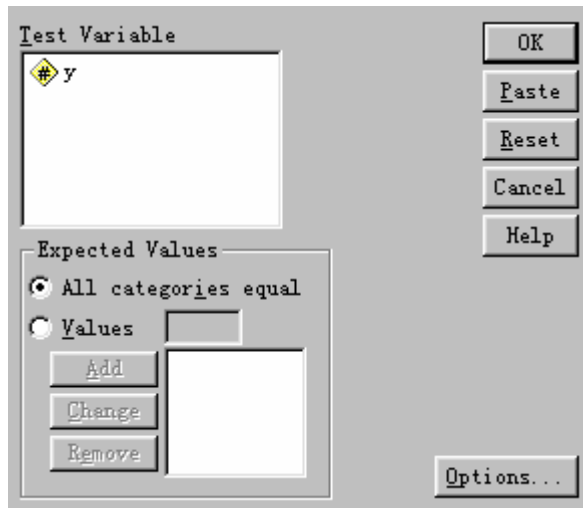 Test Variable
# y
Expected Values
All categories equal
Values
Add
Change
Remove
OK
Paste
Reset
Cancel
Help
Options...